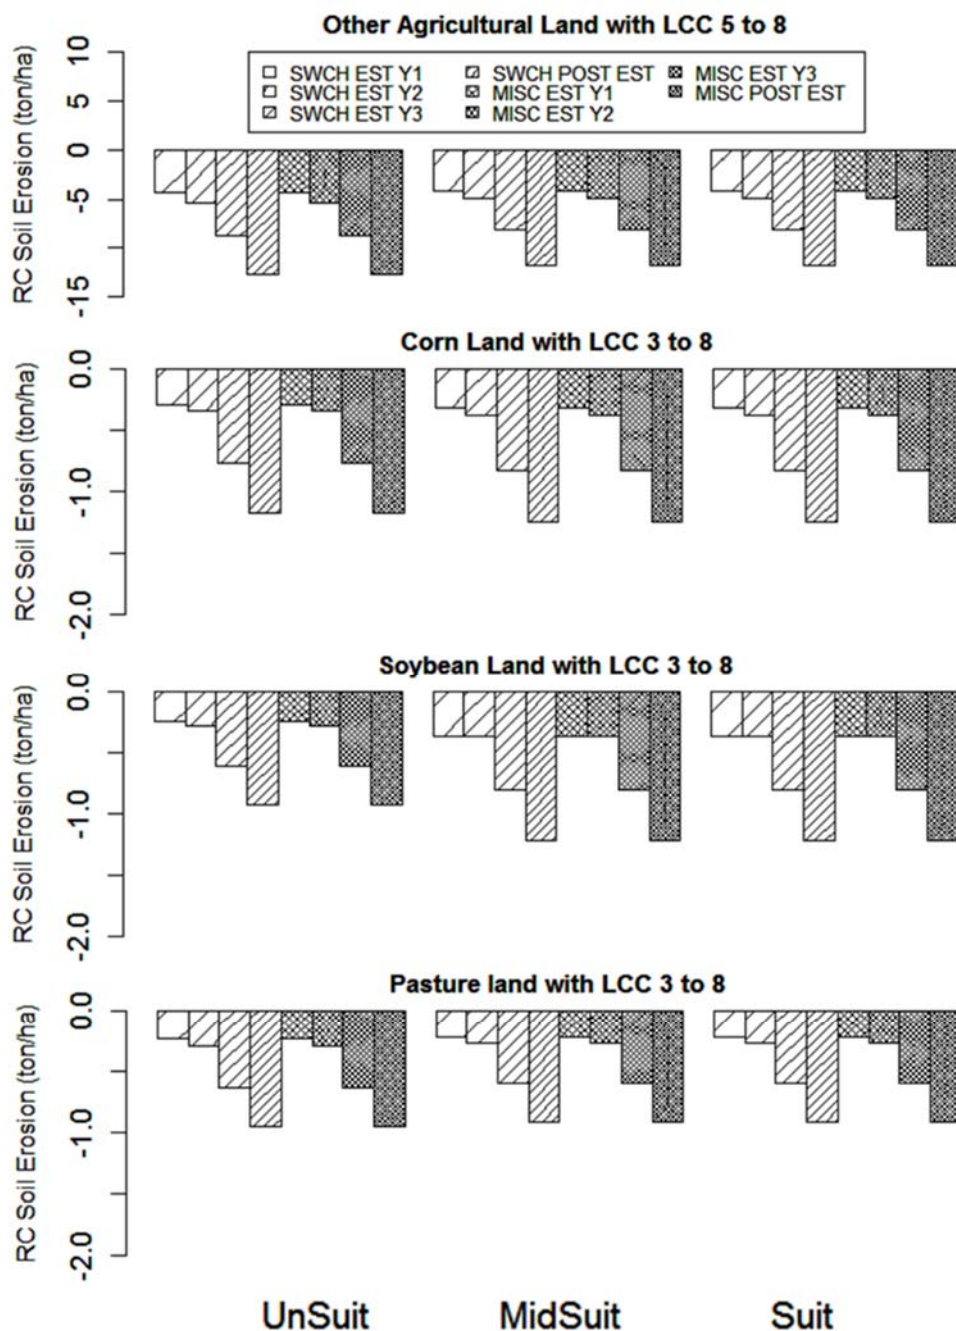 Other Agricultural Land with LCC 5 to 8
RC Soil Erosion (ton/ha)
10
5
0
-5
-15
SWCH EST Y1
SWCH EST Y2
SWCH EST Y3
SWCH POST EST
MISC EST Y1
MISC EST Y2
MISC EST Y3
MISC POST EST
Corn Land with LCC 3 to 8
RC Soil Erosion (ton/ha)
0.0
-1.0
-2.0
Soybean Land with LCC 3 to 8
RC Soil Erosion (ton/ha)
0.0
-1.0
-2.0
Pasture land with LCC 3 to 8
RC Soil Erosion (ton/ha)
0.0
-1.0
-2.0
UnSuit MidSuit Suit